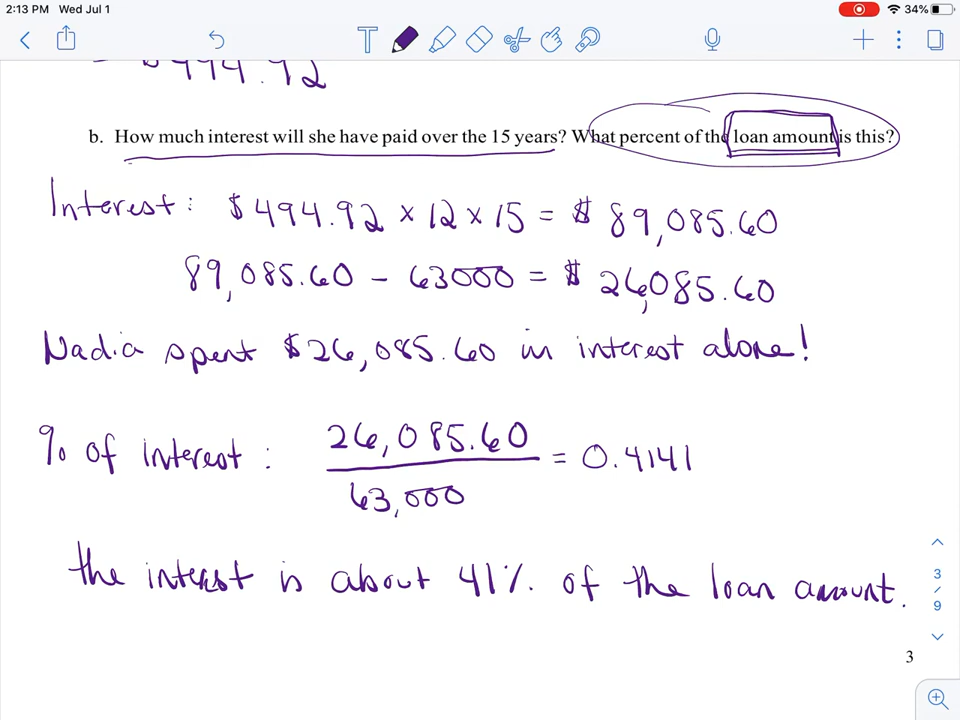 2:13 PM Wed Jul 1
34%
= $494.92
b. How much interest will she have paid over the 15 years? What percent of the loan amount is this?
Interest: $494.92 × 12 × 15 = $89,085.60
89,085.60 - 63000 = $26,085.60
Nadia spent $26,085.60 in interest alone!
% of interest: 26,085.60
63,000
= 0.4141
the interest is about 41% of the loan amount.
3
/
9
3